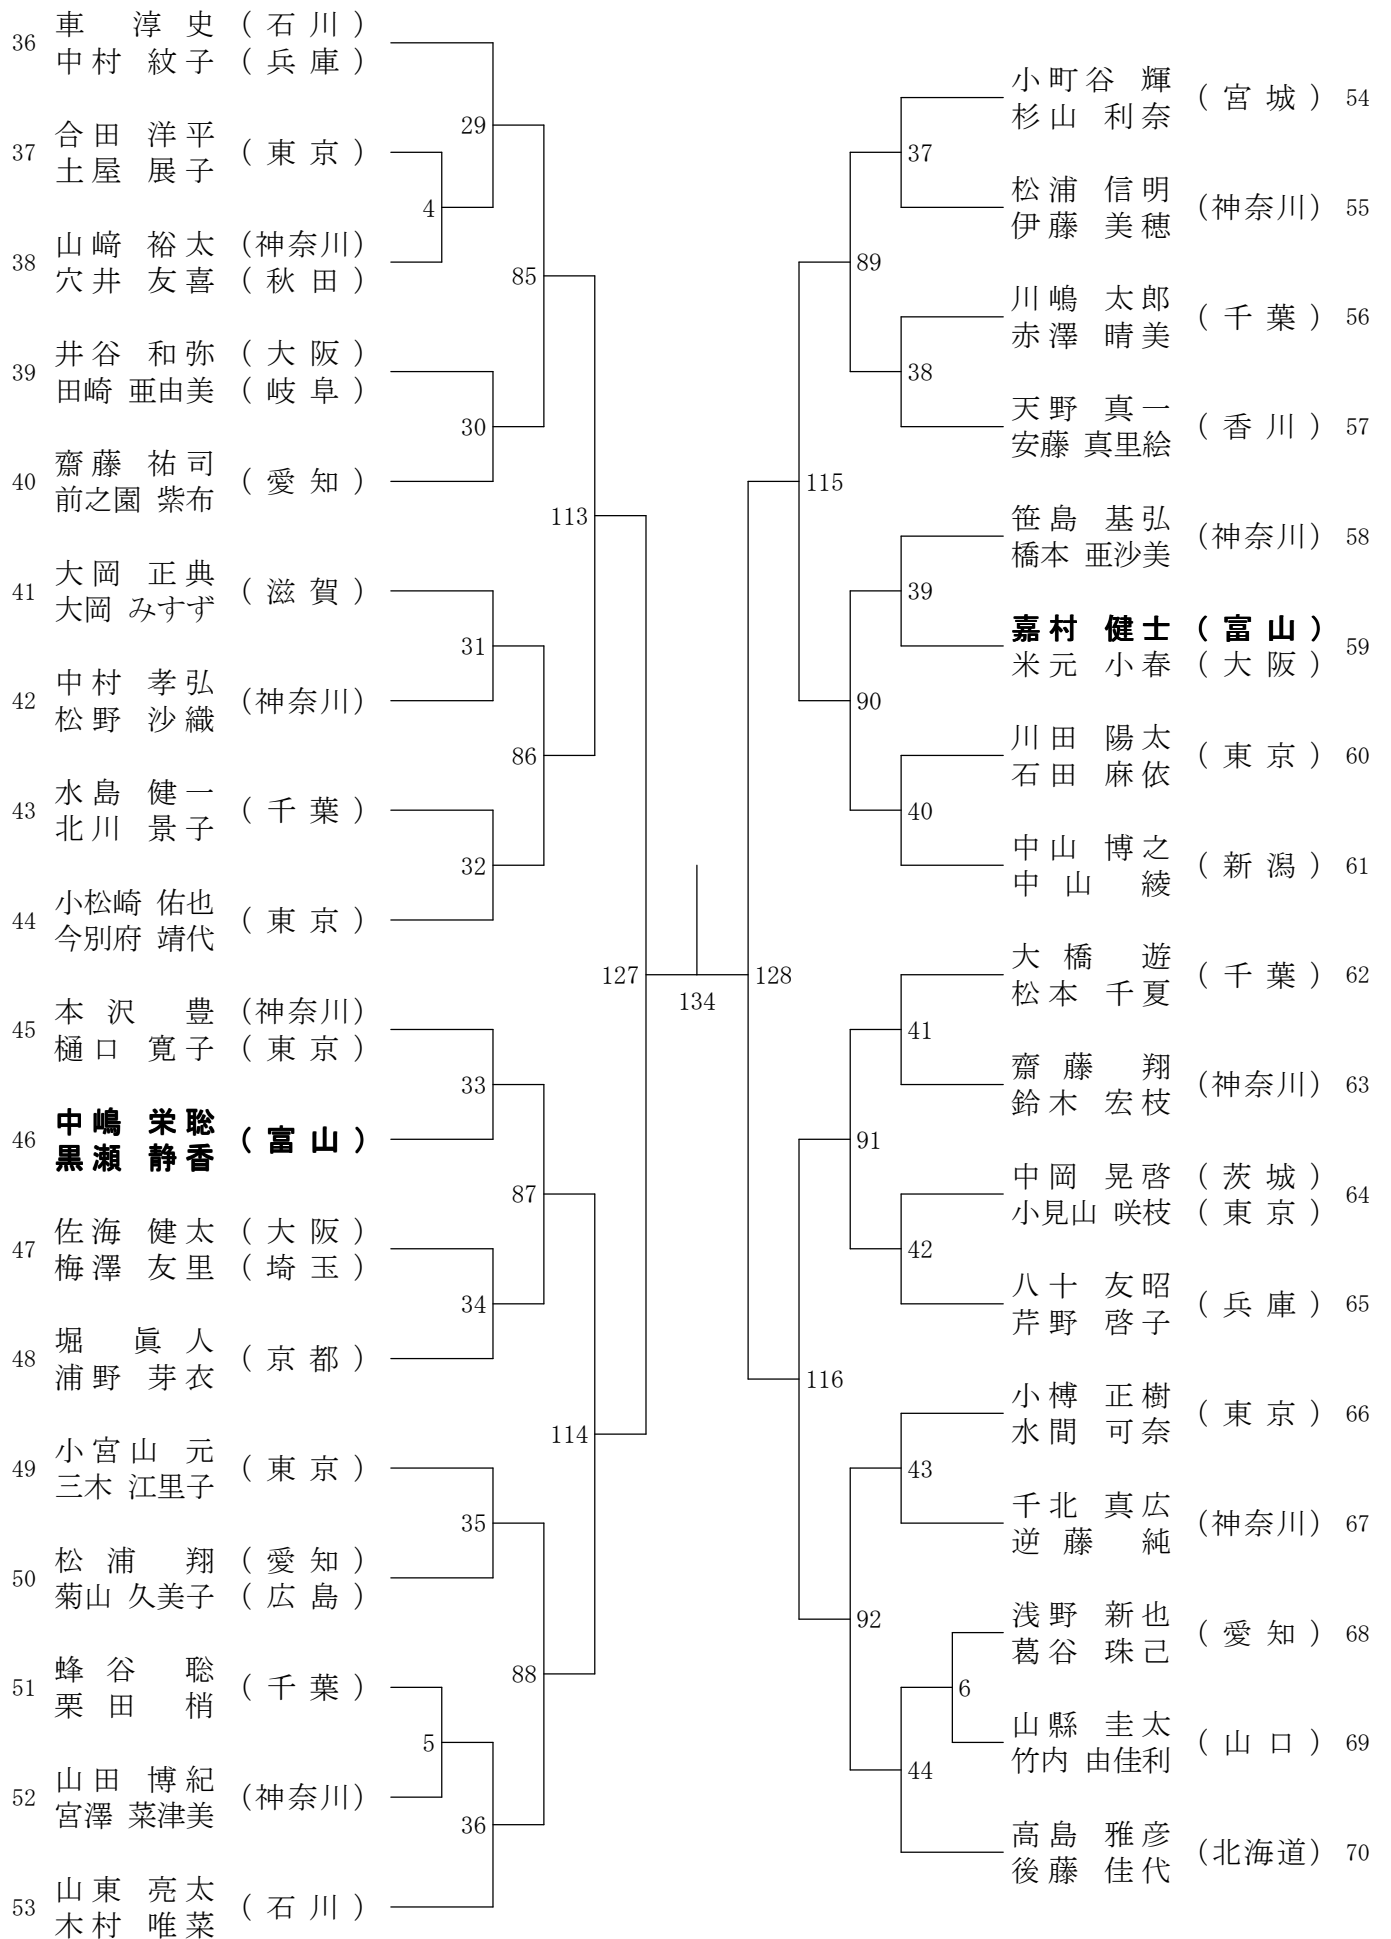 36 車 淳史 (石川)
中村 紋子 (兵庫)
37 合田 洋平 (東京)
土屋 展子
38 山﨑 裕太 (神奈川)
穴井 友喜 (秋田)
39 井谷 和弥 (大阪)
田崎 亜由美 (岐阜)
40 齋藤 祐司 (愛知)
前之園 紫布
41 大岡 正典 (滋賀)
大岡 みすず
42 中村 孝弘 (神奈川)
松野 沙織
43 水島 健一 (千葉)
北川 景子
44 小松崎 佑也 (東京)
今別府 靖代
45 本沢 豊 (神奈川)
樋口 寛子 (東京)
46 中嶋 栄聡 (富山)
黒瀬 静香
47 佐海 健太 (大阪)
梅澤 友里 (埼玉)
48 堀 眞人 (京都)
浦野 芽衣
49 小宮山 元 (東京)
三木 江里子
50 松浦 翔 (愛知)
菊山 久美子 (広島)
51 蜂谷 聡 (千葉)
栗田 梢
52 山田 博紀 (神奈川)
宮澤 菜津美
53 山東 亮太 (石川)
木村 唯菜
29
4
85
30
113
31
86
32
127
33
87
34
114
35
88
5
36
134
128
37
89
38
115
39
90
40
41
91
42
116
43
92
6
44
小町谷 輝 (宮城) 54
杉山 利奈
松浦 信明 (神奈川) 55
伊藤 美穂
川嶋 太郎 (千葉) 56
赤澤 晴美
天野 真一 (香川) 57
安藤 真里絵
笹島 基弘 (神奈川) 58
橋本 亜沙美
嘉村 健士 (富山) 59
米元 小春 (大阪)
川田 陽太 (東京) 60
石田 麻依
中山 博之 (新潟) 61
中山 綾
大橋 遊 (千葉) 62
松本 千夏
齋藤 翔 (神奈川) 63
鈴木 宏枝
中岡 晃啓 (茨城) 64
小見山 咲枝 (東京)
八十 友昭 (兵庫) 65
芹野 啓子
小榑 正樹 (東京) 66
水間 可奈
千北 真広 (神奈川) 67
逆藤 純
浅野 新也 (愛知) 68
葛谷 珠己
山縣 圭太 (山口) 69
竹内 由佳利
高島 雅彦 (北海道) 70
後藤 佳代